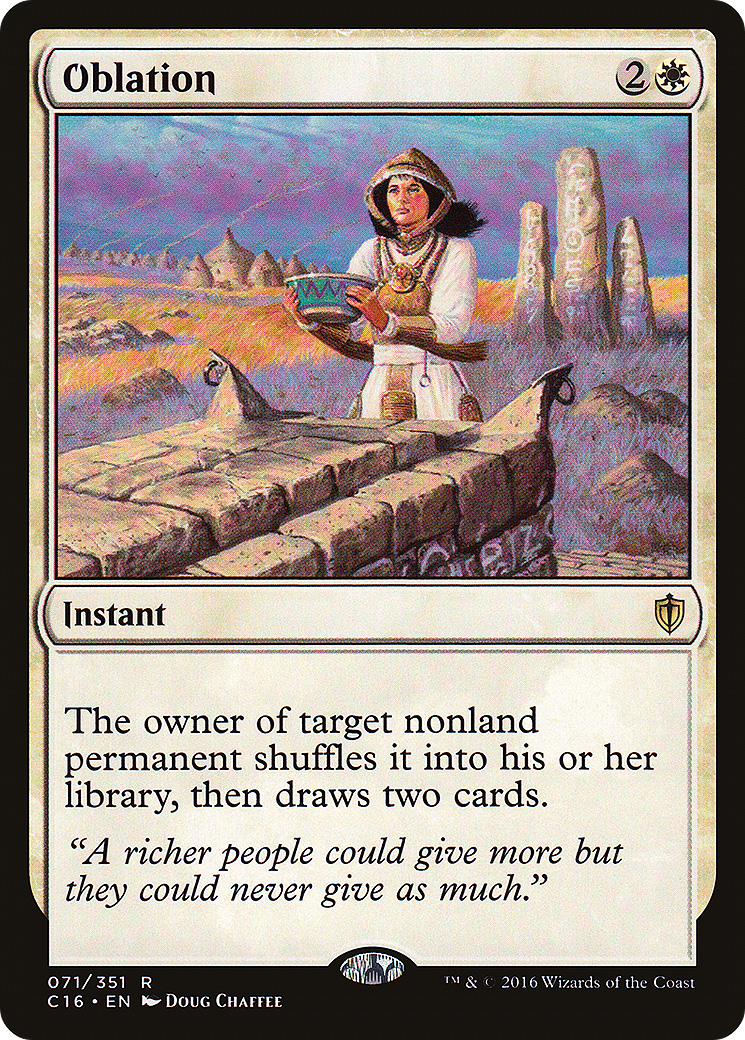 Oblation 2
Instant
The owner of target nonland
permanent shuffles it into his or her
library, then draws two cards.
“A richer people could give more but
they could never give as much.”
071/351 R
™ & © 2016 Wizards of the Coast
C16 • EN Doug Chaffee